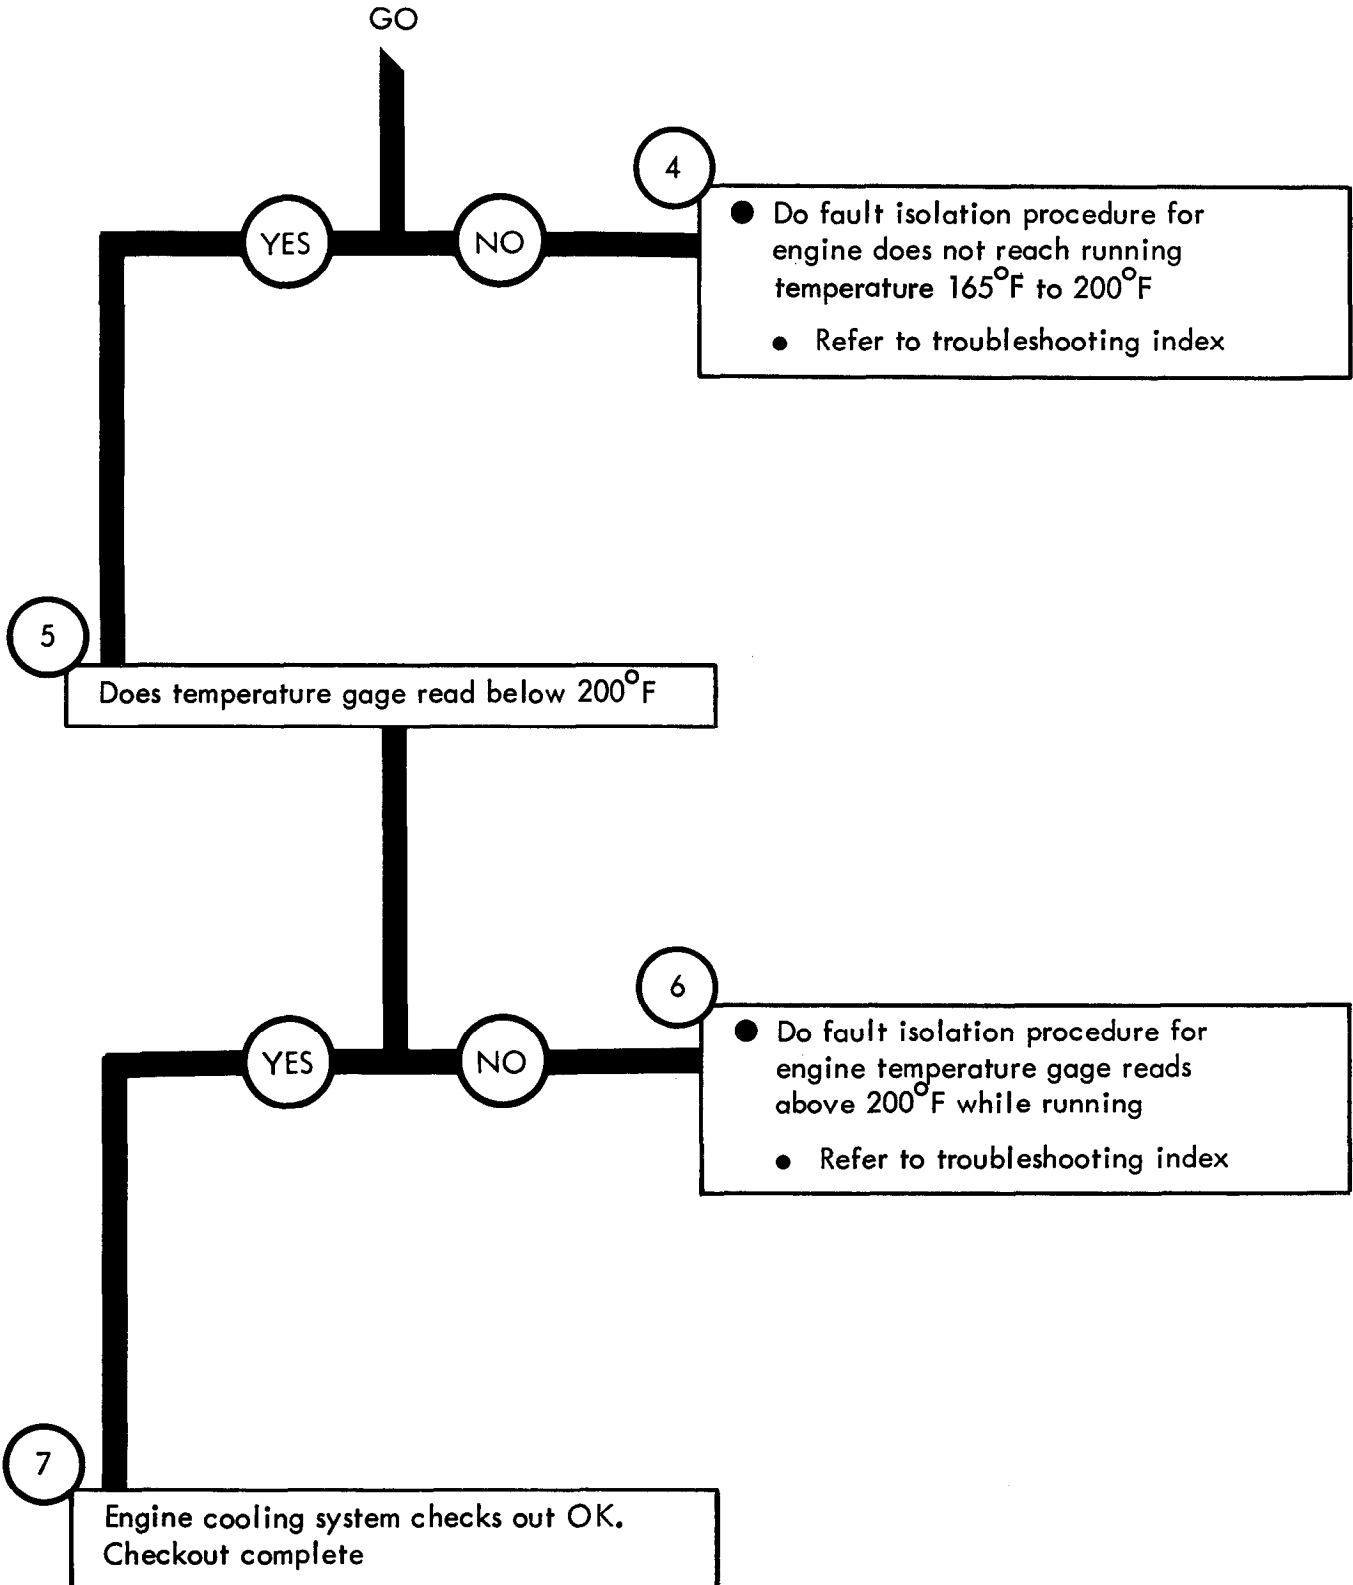 GO
YES
NO
4
● Do fault isolation procedure for
engine does not reach running
temperature 165°F to 200°F
● Refer to troubleshooting index
5
Does temperature gage read below 200°F
YES
NO
6
● Do fault isolation procedure for
engine temperature gage reads
above 200°F while running
● Refer to troubleshooting index
7
Engine cooling system checks out OK.
Checkout complete